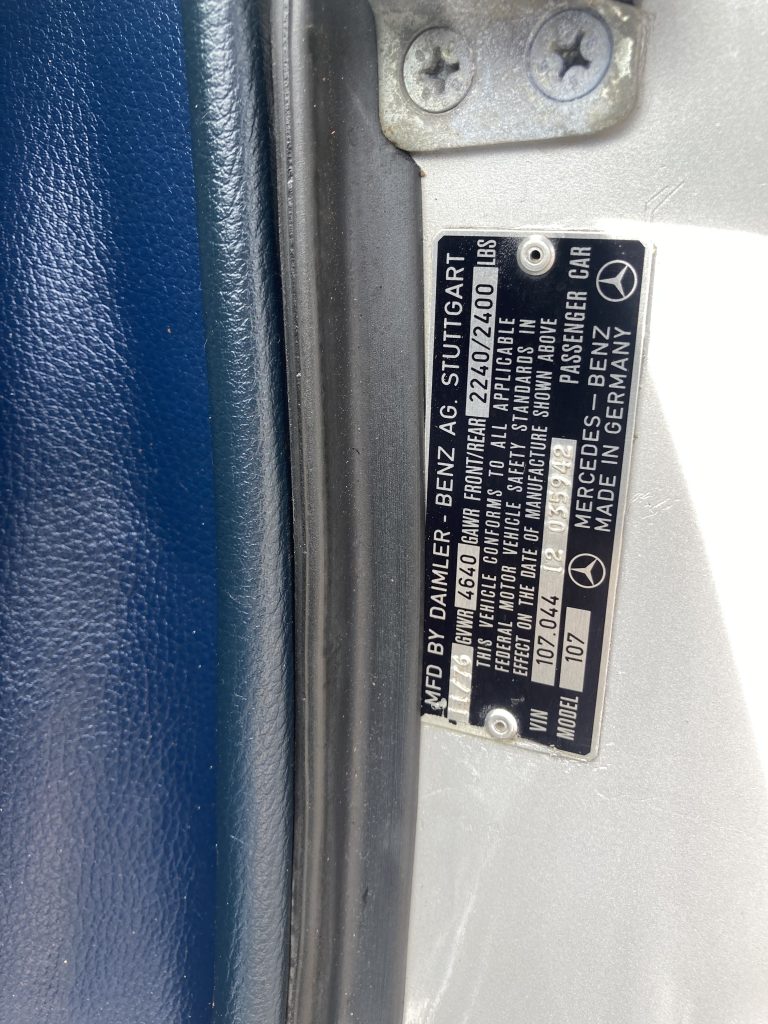 MFD BY DAIMLER-BENZ AG. STUTTGART
11/76 GVWR 4640 GAWR FRONT/REAR 2240/2400 LBS
THIS VEHICLE CONFORMS TO ALL APPLICABLE
FEDERAL MOTOR VEHICLE SAFETY STANDARDS IN
EFFECT ON THE DATE OF MANUFACTURE SHOWN ABOVE
VIN 107.044 12 035942 PASSENGER CAR
MODEL 107 MERCEDES-BENZ
MADE IN GERMANY